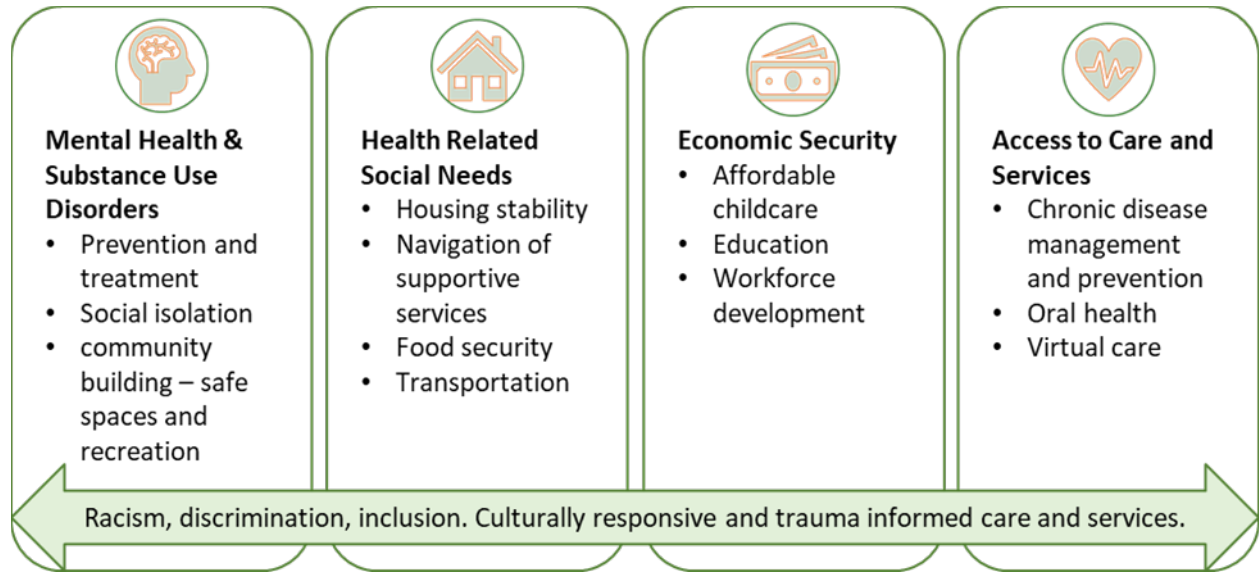 Mental Health &
Substance Use
Disorders
• Prevention and
treatment
• Social isolation
• community
building – safe
spaces and
recreation
Health Related
Social Needs
• Housing stability
• Navigation of
supportive
services
• Food security
• Transportation
Economic Security
• Affordable
childcare
• Education
• Workforce
development
Access to Care and
Services
• Chronic disease
management
and prevention
• Oral health
• Virtual care
Racism, discrimination, inclusion. Culturally responsive and trauma informed care and services.